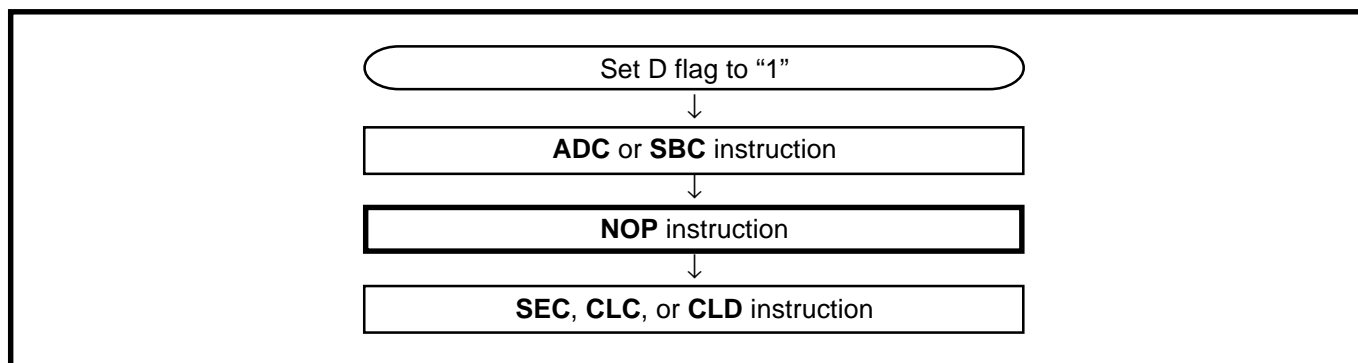 Set D flag to “1”
ADC or SBC instruction
NOP instruction
SEC, CLC, or CLD instruction